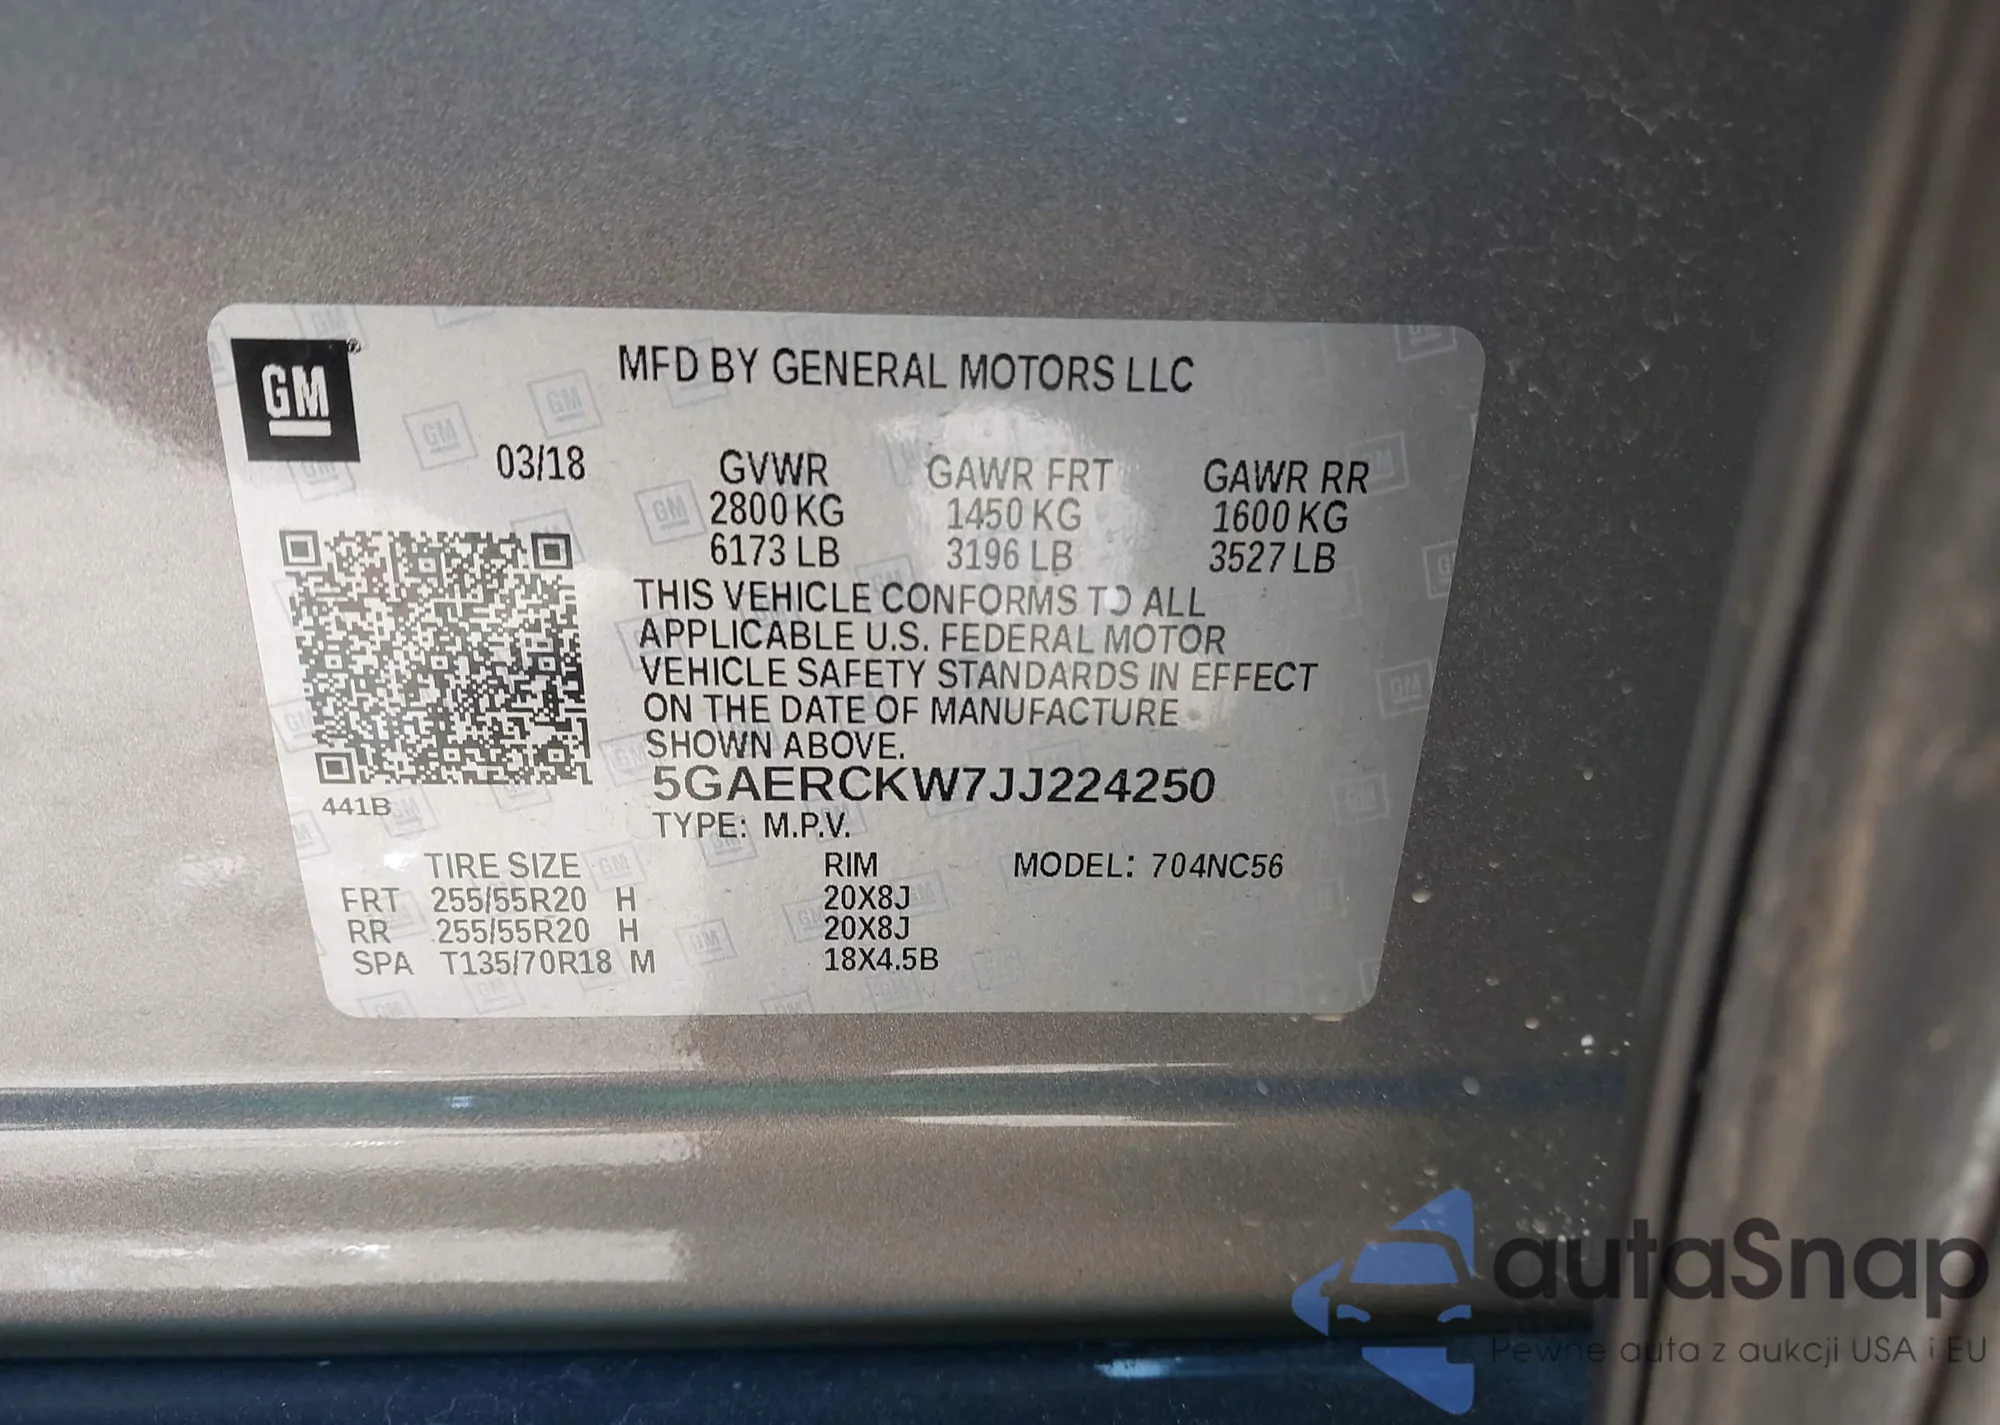 GM
MFD BY GENERAL MOTORS LLC
03/18 GVWR GAWR FRT GAWR RR
2800 KG 1450 KG 1600 KG
6173 LB 3196 LB 3527 LB
THIS VEHICLE CONFORMS TO ALL
APPLICABLE U.S. FEDERAL MOTOR
VEHICLE SAFETY STANDARDS IN EFFECT
ON THE DATE OF MANUFACTURE
SHOWN ABOVE.
5GAERCKW7JJ224250
441B
TYPE: M.P.V.
TIRE SIZE RIM MODEL: 704NC56
FRT 255/55R20 H 20X8J
RR 255/55R20 H 20X8J
SPA T135/70R18 M 18X4.5B
autaSnap
Pewne auta z aukcji USA i EU